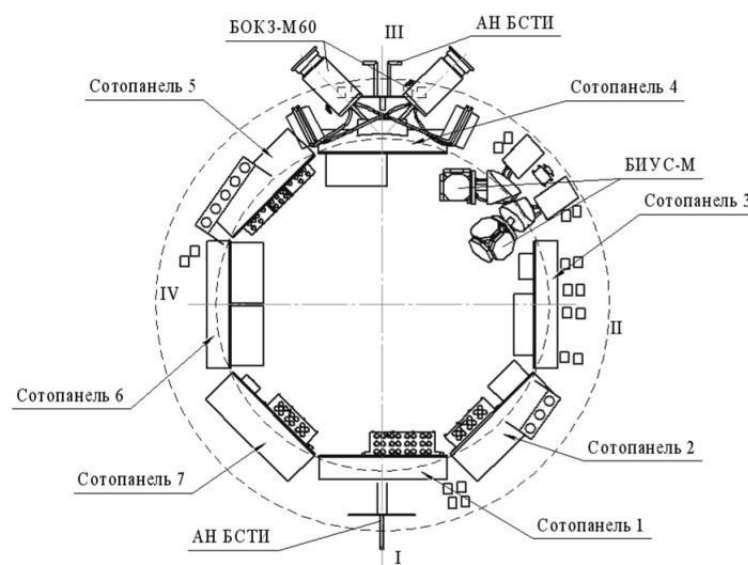 БОКЗ-М60
III
АН БСТИ
Сотопанель 5
Сотопанель 4
БИУС-М
Сотопанель 3
IV
II
Сотопанель 6
Сотопанель 7
Сотопанель 2
Сотопанель 1
АН БСТИ
I